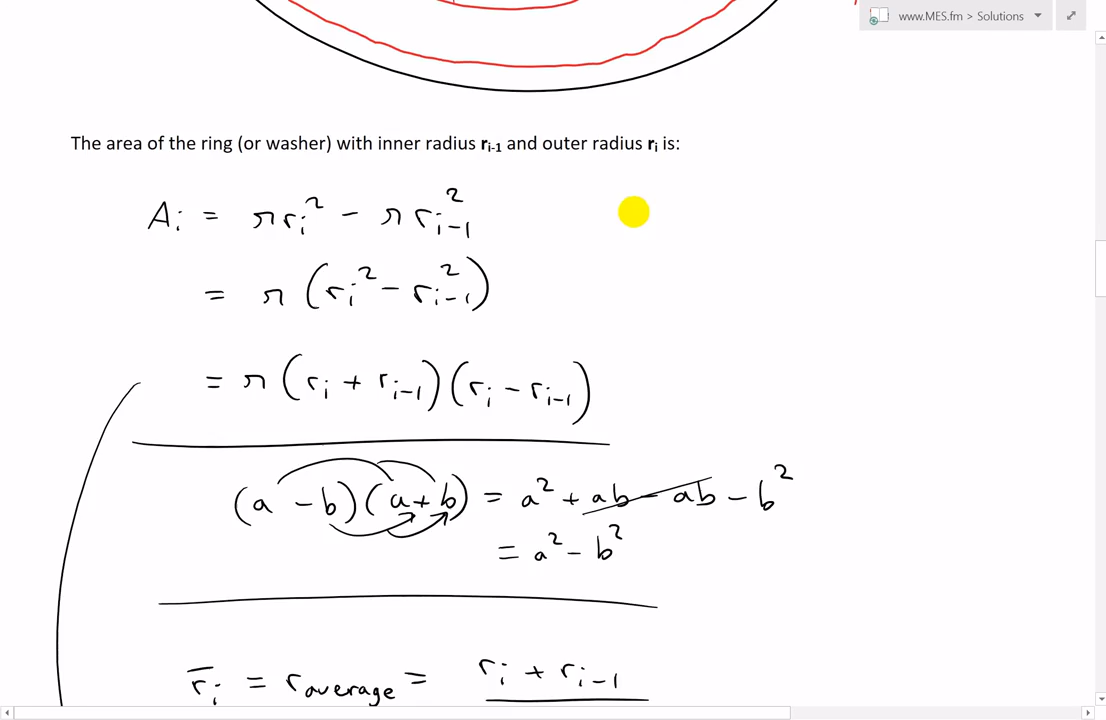 www.MES.fm > Solutions
The area of the ring (or washer) with inner radius rᵢ₋₁ and outer radius rᵢ is:
Aᵢ = πrᵢ² − πrᵢ₋₁²
= π(rᵢ² − rᵢ₋₁²)
= π(rᵢ + rᵢ₋₁)(rᵢ − rᵢ₋₁)
(a − b)(a + b) = a² + ab − ab − b²
= a² − b²
r̄ᵢ = r average = rᵢ + rᵢ₋₁